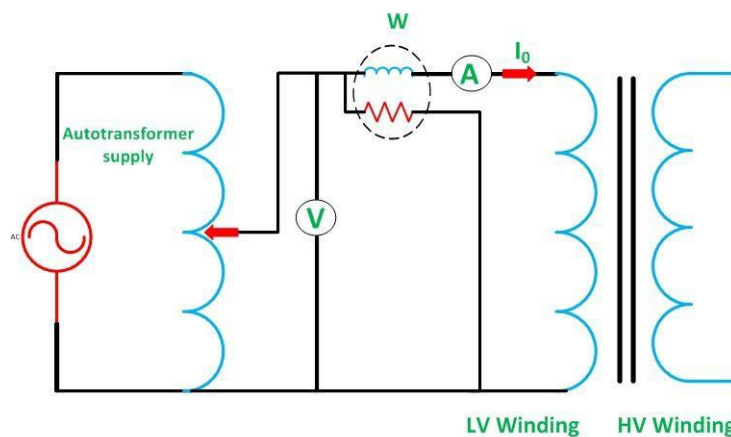 W
I0
A
Autotransformer
supply
V
AC
LV Winding
HV Winding